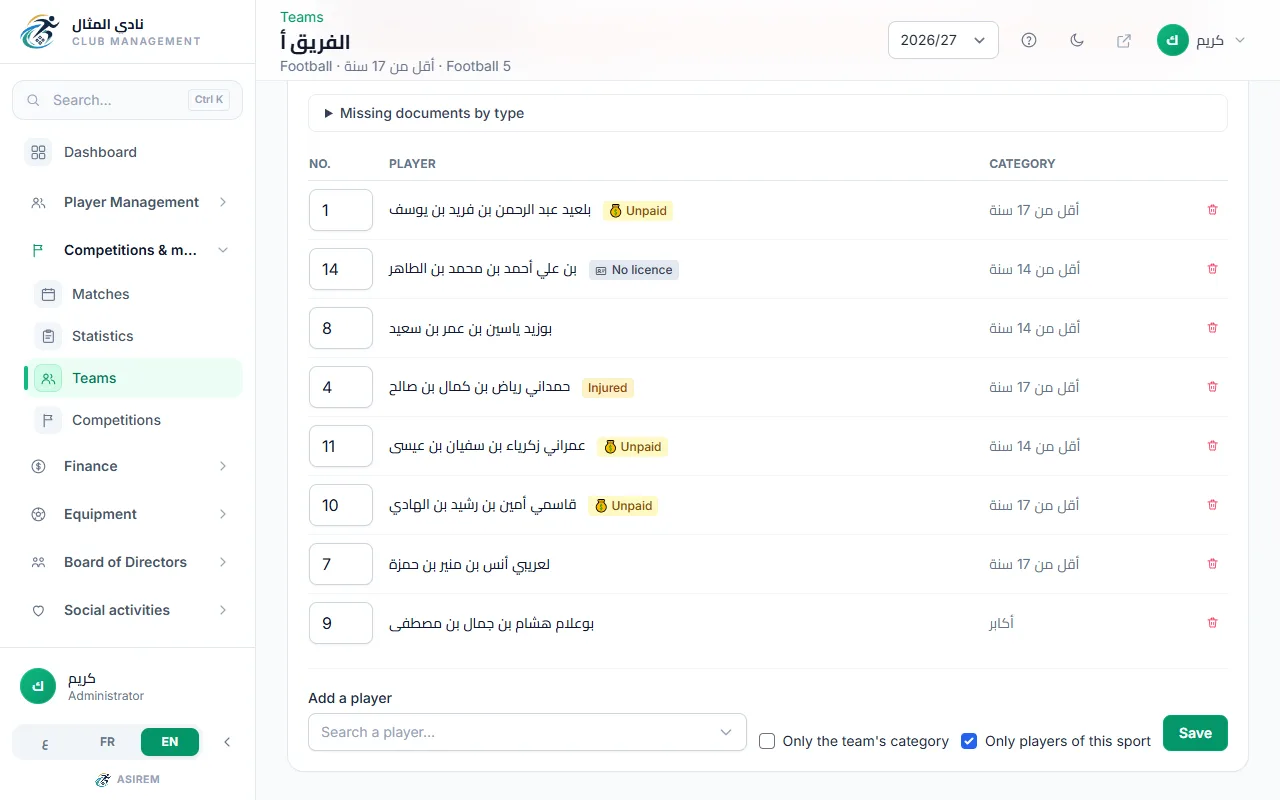 نادي المثال
CLUB MANAGEMENT
Search...
Ctrl K
Dashboard
Player Management
Competitions & m...
Matches
Statistics
Teams
Competitions
Finance
Equipment
Board of Directors
Social activities
ك
كريم
Administrator
ع
FR
EN
ASIREM
Teams
الفريق أ
Football · أقل من 17 سنة · Football 5
2026/27
ك
كريم
Missing documents by type
NO. PLAYER CATEGORY
1 بلعيد عبد الرحمن بن فريد بن يوسف Unpaid أقل من 17 سنة
14 بن علي أحمد بن محمد بن الطاهر No licence أقل من 14 سنة
8 بوزيد ياسين بن عمر بن سعيد أقل من 14 سنة
4 حمداني رياض بن كمال بن صالح Injured أقل من 17 سنة
11 عمراني زكرياء بن سفيان بن عيسى Unpaid أقل من 14 سنة
10 قاسمي أمين بن رشيد بن الهادي Unpaid أقل من 17 سنة
7 لعريبي أنس بن منير بن حمزة أقل من 17 سنة
9 بوعلام هشام بن جمال بن مصطفى أكابر
Add a player
Search a player...
Only the team's category
Only players of this sport
Save